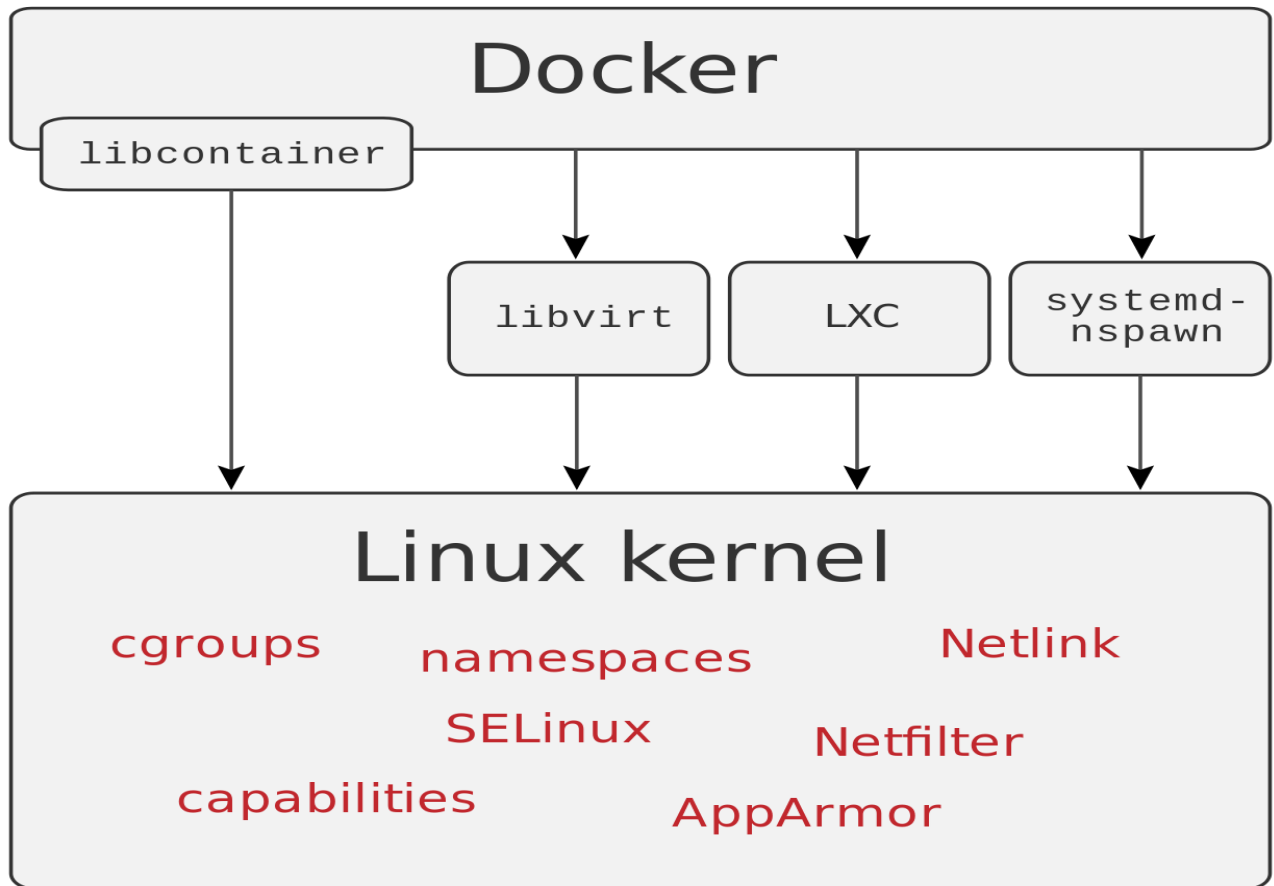 Docker
libcontainer
libvirt
LXC
systemd-
nspawn
Linux kernel
cgroups
namespaces
Netlink
SELinux
Netfilter
capabilities
AppArmor